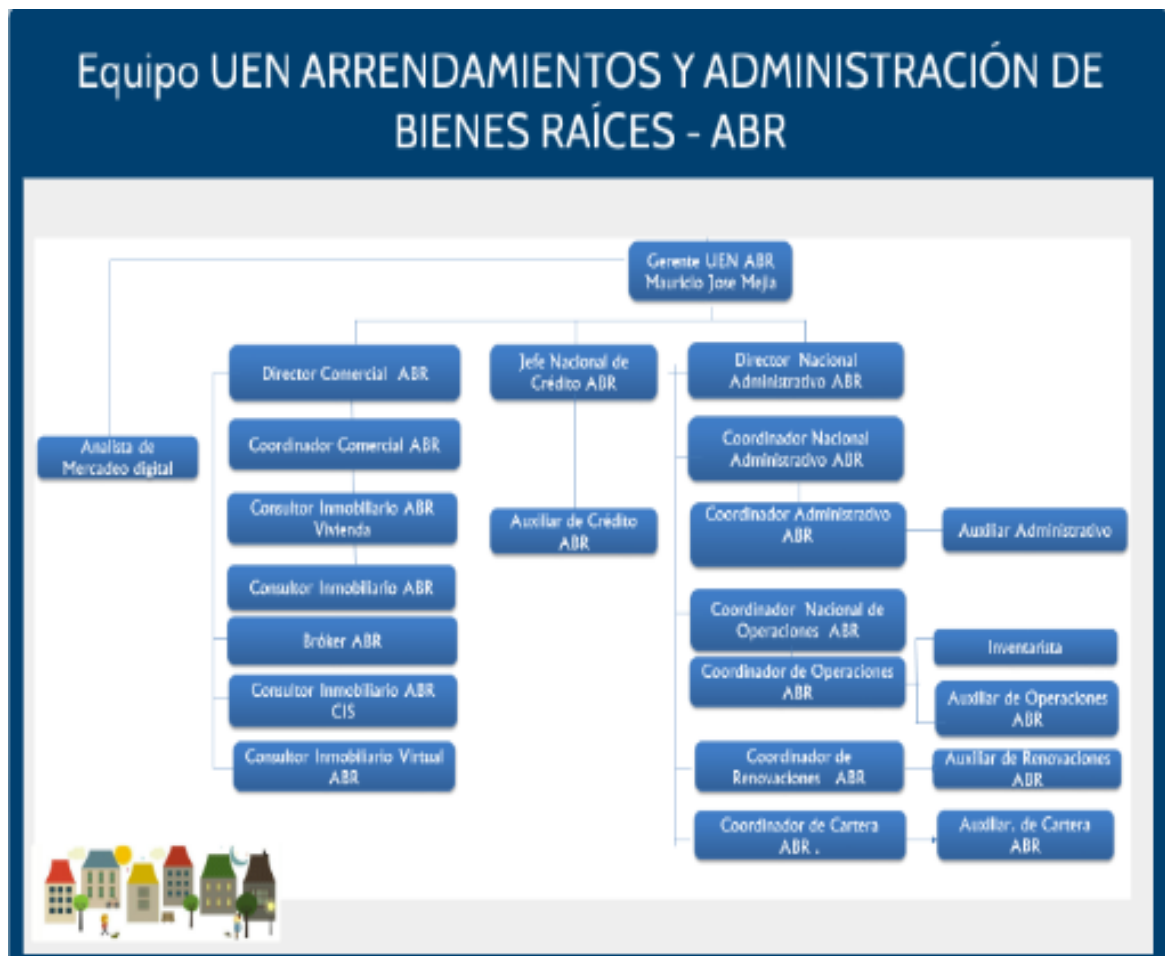 Equipo UEN ARRENDAMIENTOS Y ADMINISTRACIÓN DE
BIENES RAÍCES - ABR
Gerente UEN ABR
Mauricio Jose Mejia
Director Comercial ABR
Jefe Nacional de
Crédito ABR
Director Nacional
Administrativo ABR
Analista de
Mercadeo digital
Coordinador Comercial ABR
Coordinador Nacional
Administrativo ABR
Consultor Inmobiliario ABR
Vivienda
Auxiliar de Crédito
ABR
Coordinador Administrativo
ABR
Auxiliar Administrativo
Consultor Inmobiliario ABR
Coordinador Nacional de
Operaciones ABR
Bróker ABR
Inventarista
Coordinador de Operaciones
ABR
Consultor Inmobiliario ABR
CIS
Auxiliar de Operaciones
ABR
Consultor Inmobiliario Virtual
ABR
Coordinador de
Renovaciones ABR
Auxiliar de Renovaciones
ABR
Coordinador de Cartera
ABR .
Auxiliar. de Cartera
ABR